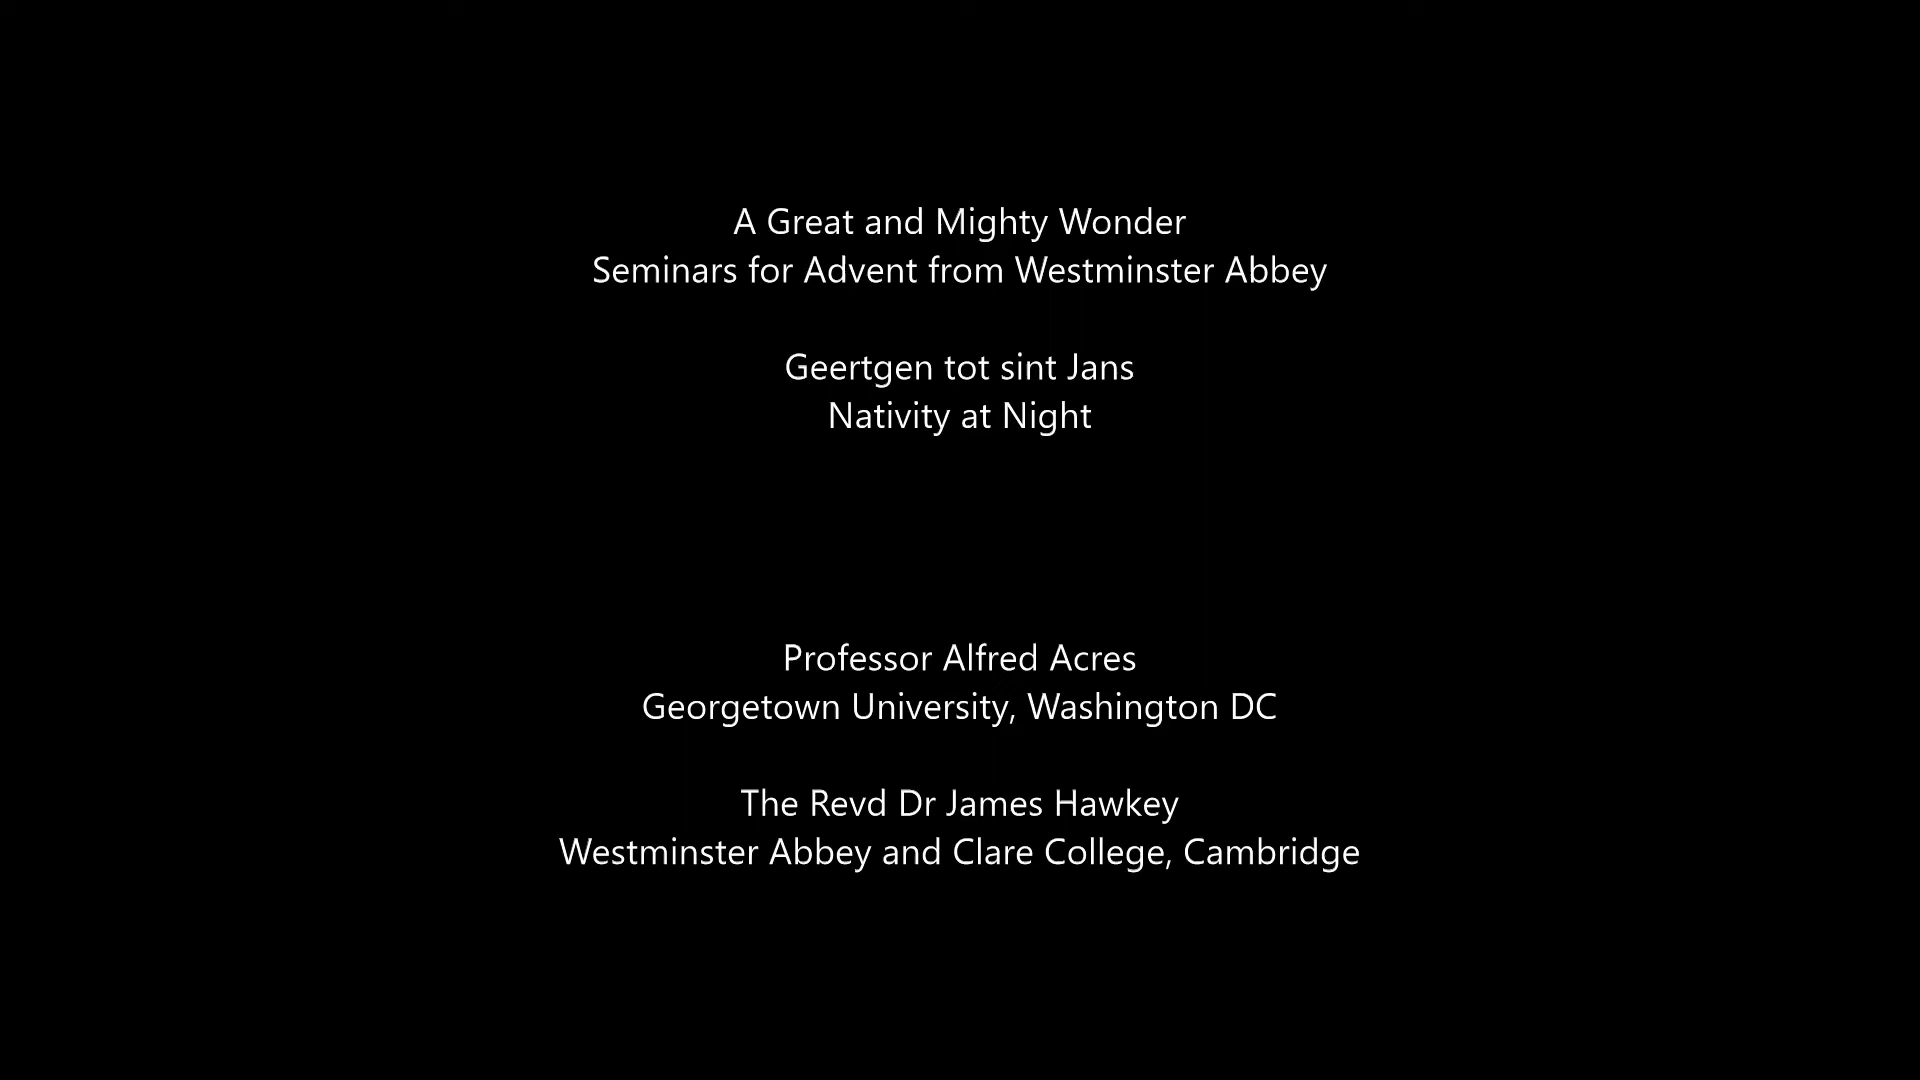 A Great and Mighty Wonder
Seminars for Advent from Westminster Abbey
Geertgen tot sint Jans
Nativity at Night
Professor Alfred Acres
Georgetown University, Washington DC
The Revd Dr James Hawkey
Westminster Abbey and Clare College, Cambridge